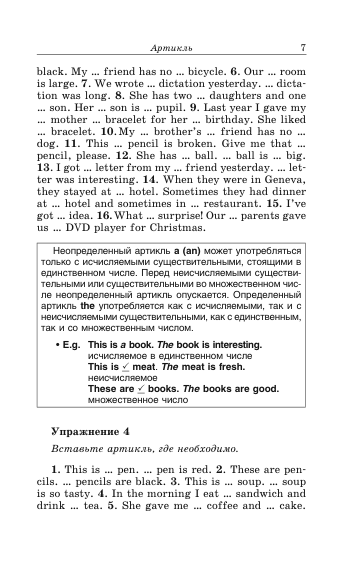 Артикль 7
black. My ... friend has no ... bicycle. 6. Our ... room
is large. 7. We wrote ... dictation yesterday. ... dicta-
tion was long. 8. She has two ... daughters and one
... son. Her ... son is ... pupil. 9. Last year I gave my
... mother ... bracelet for her ... birthday. She liked
... bracelet. 10. My ... brother's ... friend has no ...
dog. 11. This ... pencil is broken. Give me that ...
pencil, please. 12. She has ... ball. ... ball is ... big.
13. I got ... letter from my ... friend yesterday. ... let-
ter was interesting. 14. When they were in Geneva,
they stayed at ... hotel. Sometimes they had dinner
at ... hotel and sometimes in ... restaurant. 15. I've
got ... idea. 16. What ... surprise! Our ... parents gave
us ... DVD player for Christmas.
Неопределенный артикль a (an) может употребляться
только с исчисляемыми существительными, стоящими в
единственном числе. Перед неисчисляемыми существи-
тельными или существительными во множественном чис-
ле неопределенный артикль опускается. Определенный
артикль the употребляется как с исчисляемыми, так и с
неисчисляемыми существительными, как с единственным,
так и со множественным числом.
• E.g. This is a book. The book is interesting.
исчисляемое в единственном числе
This is ✓ meat. The meat is fresh.
неисчисляемое
These are ✓ books. The books are good.
множественное число
Упражнение 4
Вставьте артикль, где необходимо.
1. This is ... pen. ... pen is red. 2. These are pen-
cils. ... pencils are black. 3. This is ... soup. ... soup
is so tasty. 4. In the morning I eat ... sandwich and
drink ... tea. 5. She gave me ... coffee and ... cake.